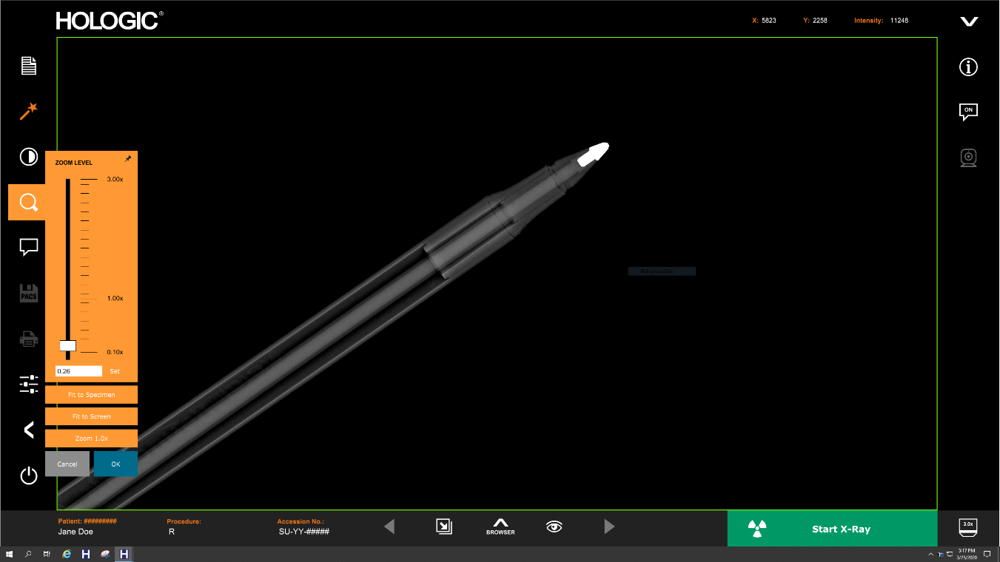 HOLOGIC®
X: 5823 Y: 2258 Intensity: 11248
ON
ZOOM LEVEL
3.00x
1.00x
0.10x
0.26 Set
Fit to Specimen
Fit to Screen
Zoom 1.0x
Cancel OK
PACS
Patient: ######### Procedure: Accession No.:
Jane Doe R SU-YY-#####
BROWSER
Start X-Ray
3.0x
3:17 PM
3/25/2020